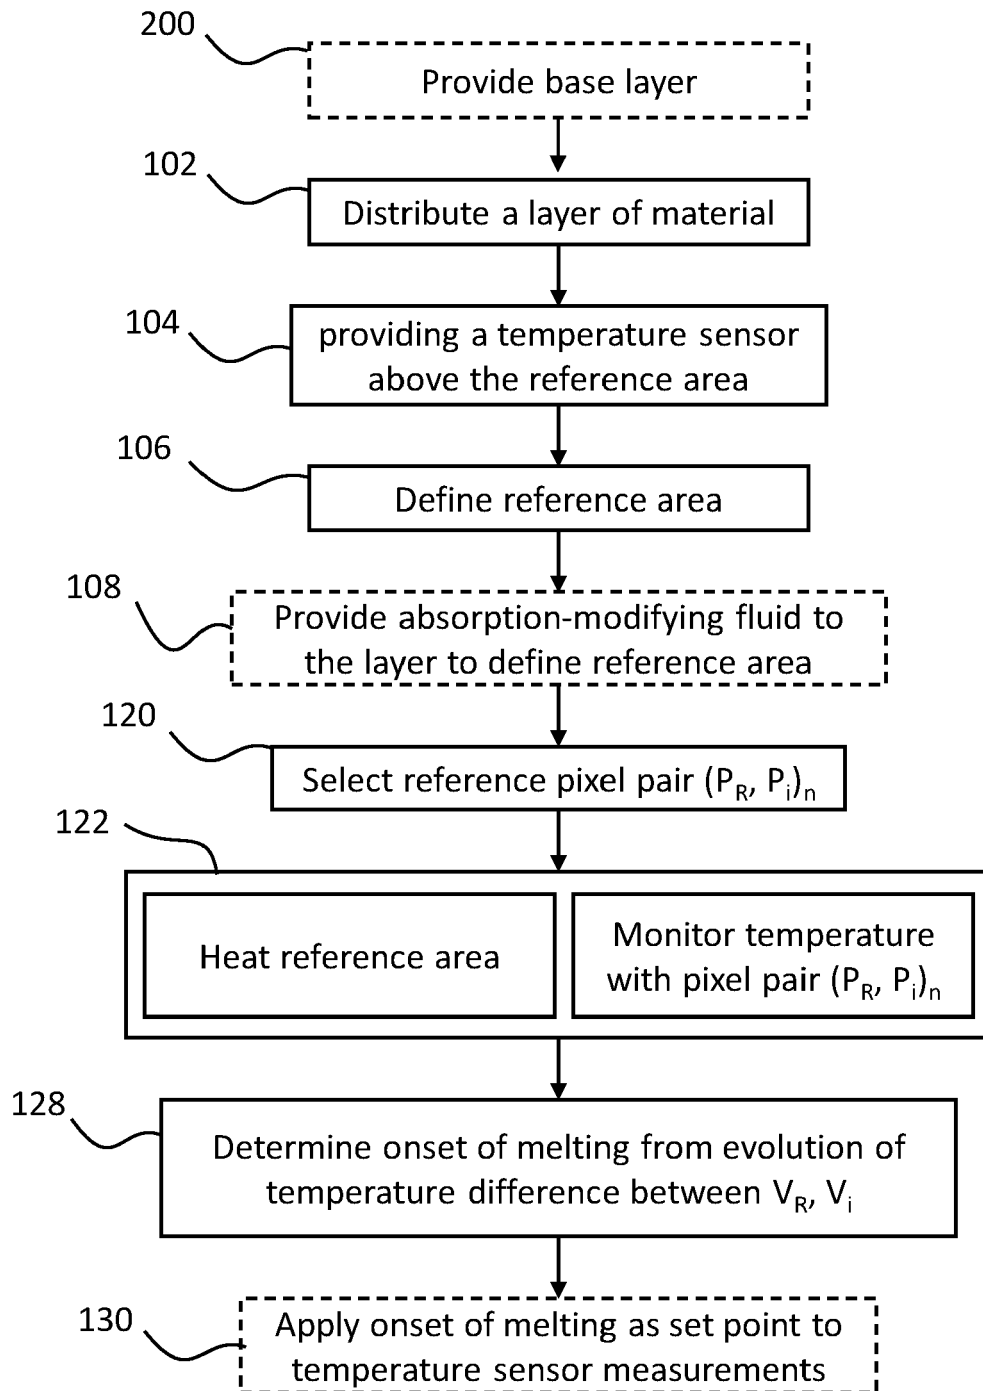 200
Provide base layer
102
Distribute a layer of material
104
providing a temperature sensor
above the reference area
106
Define reference area
108
Provide absorption-modifying fluid to
the layer to define reference area
120
Select reference pixel pair (P_R, P_i)_n
122
Heat reference area
Monitor temperature
with pixel pair (P_R, P_i)_n
128
Determine onset of melting from evolution of
temperature difference between V_R, V_i
130
Apply onset of melting as set point to
temperature sensor measurements